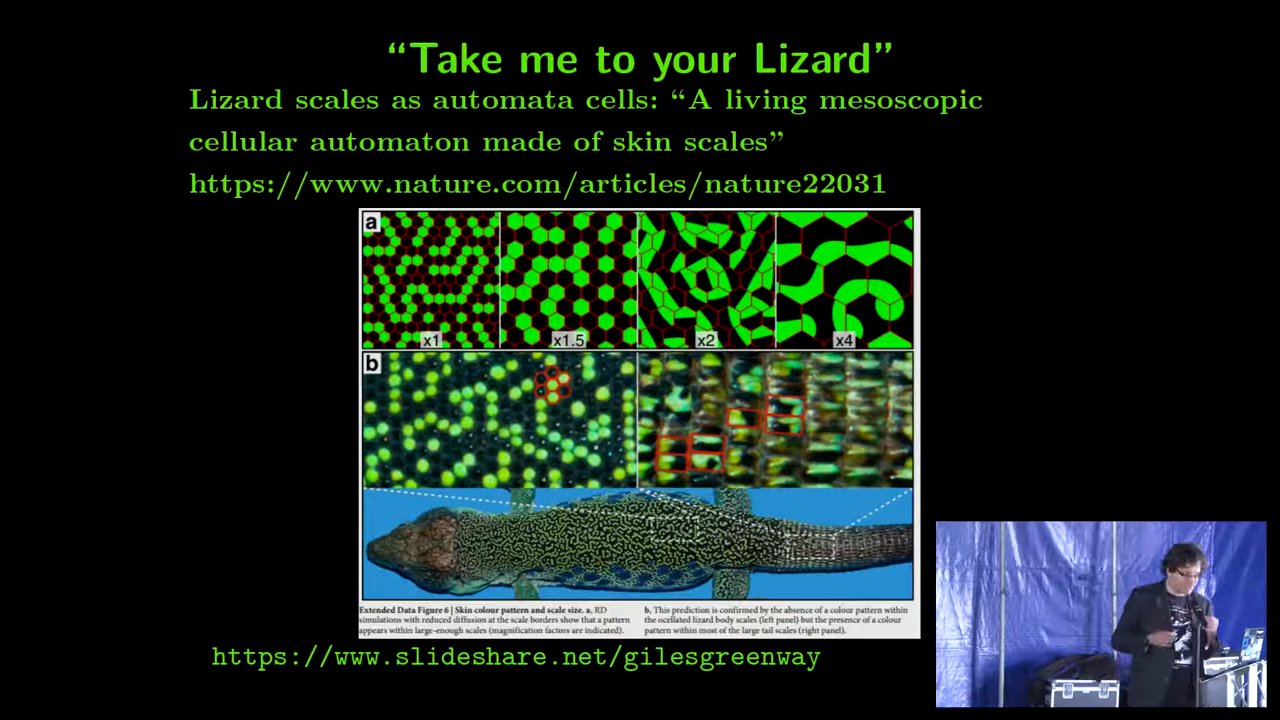 “Take me to your Lizard”
Lizard scales as automata cells: “A living mesoscopic
cellular automaton made of skin scales”
https://www.nature.com/articles/nature22031
a
x1
x1.5
x2
x4
b
Extended Data Figure 6 | Skin colour pattern and scale size. a, RD
simulations with reduced diffusion at the scale borders show that a pattern
appears within large-enough scales (magnification factors are indicated).
b, This prediction is confirmed by the absence of a colour pattern within
the ocellated lizard body scales (left panel) but the presence of a colour
pattern within most of the large tail scales (right panel).
https://www.slideshare.net/gilesgreenway